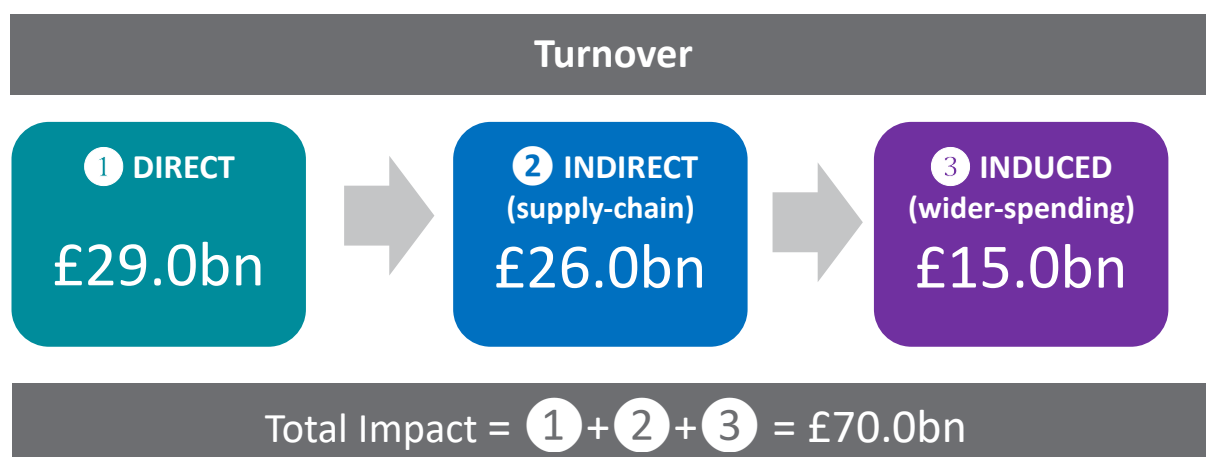 Turnover
① DIRECT
£29.0bn
❷ INDIRECT
(supply-chain)
£26.0bn
③ INDUCED
(wider-spending)
£15.0bn
Total Impact = ①+②+③ = £70.0bn